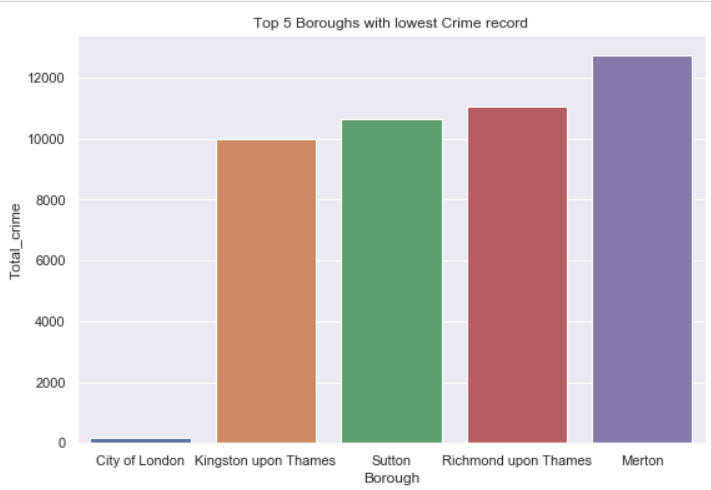 Top 5 Boroughs with lowest Crime record
12000
10000
8000
6000
4000
2000
0
Total_crime
City of London Kingston upon Thames Sutton Richmond upon Thames Merton
Borough